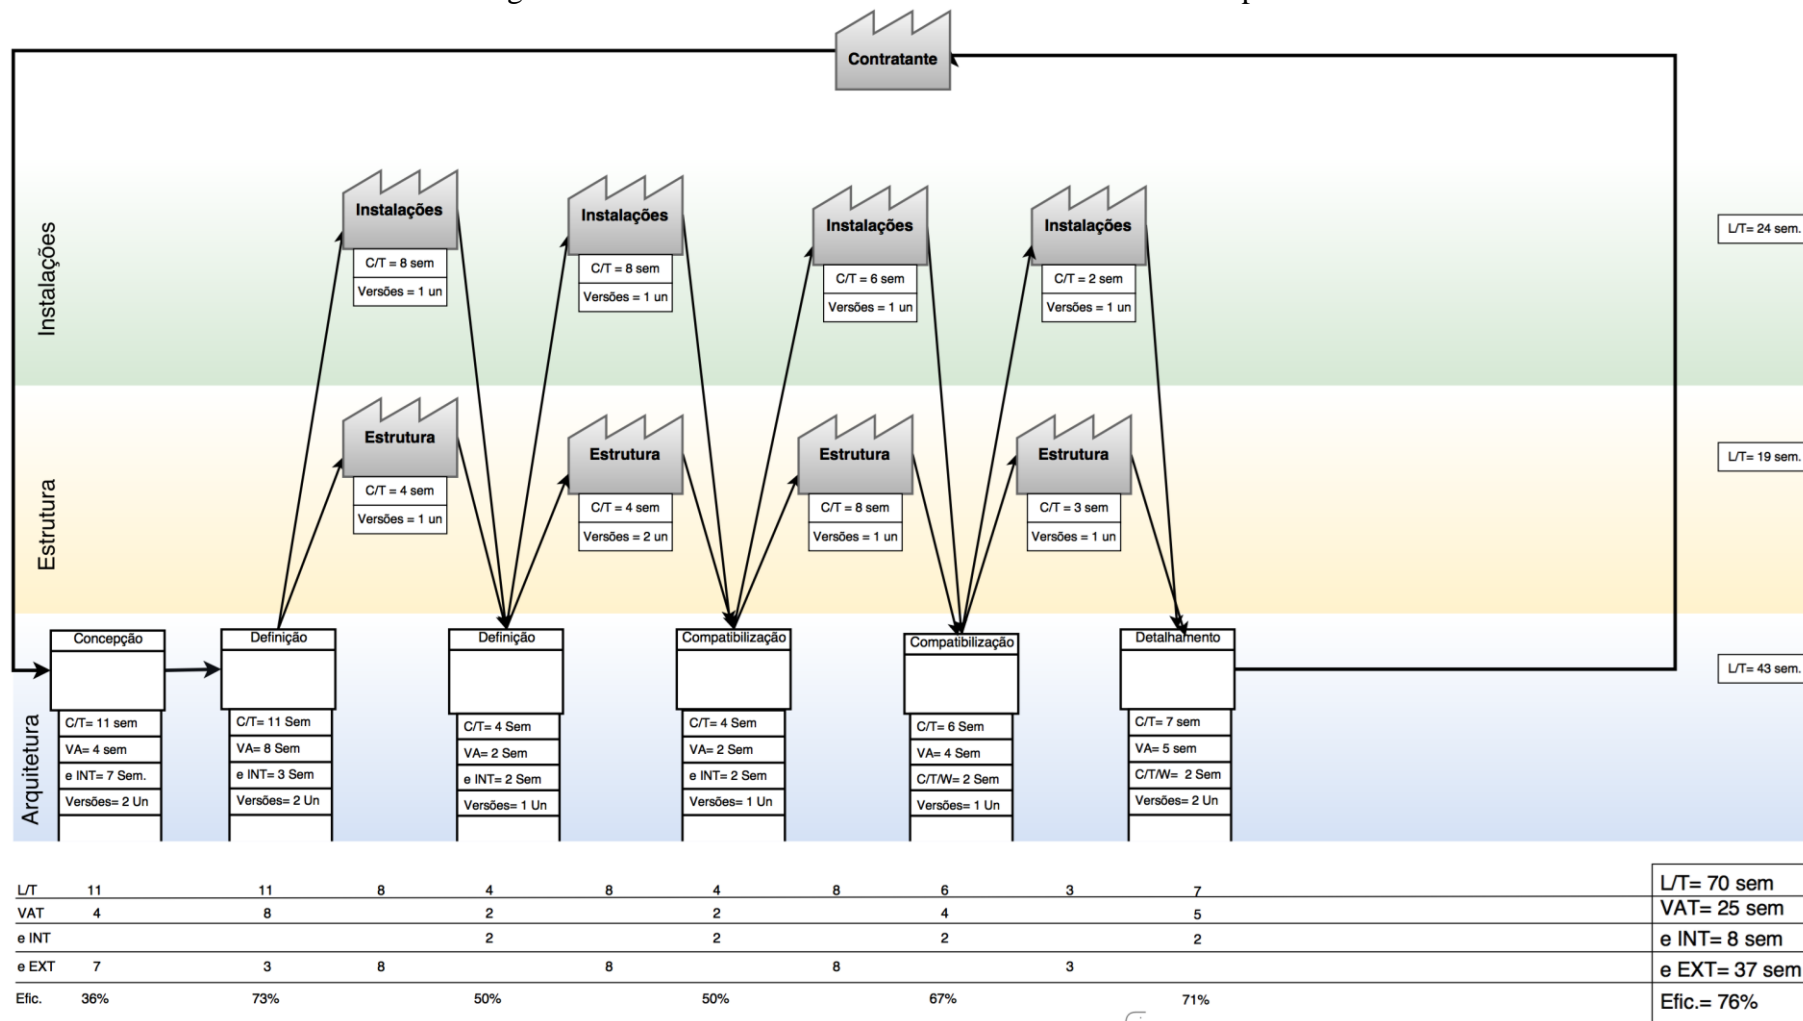 Contratante
Instalações
Instalações
Instalações
Instalações
C/T = 8 sem
Versões = 1 un
C/T = 8 sem
Versões = 1 un
C/T = 6 sem
Versões = 1 un
C/T = 2 sem
Versões = 1 un
L/T= 24 sem.
Instalações
Estrutura
Estrutura
Estrutura
Estrutura
C/T = 4 sem
Versões = 1 un
C/T = 4 sem
Versões = 2 un
C/T = 8 sem
Versões = 1 un
C/T = 3 sem
Versões = 1 un
L/T= 19 sem.
Estrutura
Concepção
Definição
Definição
Compatibilização
Compatibilização
Detalhamento
L/T= 43 sem.
Arquitetura
C/T= 11 sem
VA= 4 sem
e INT= 7 Sem.
Versões= 2 Un
C/T= 11 Sem
VA= 8 Sem
e INT= 3 Sem
Versões= 2 Un
C/T= 4 Sem
VA= 2 Sem
e INT= 2 Sem
Versões= 1 Un
C/T= 4 Sem
VA= 2 Sem
e INT= 2 Sem
Versões= 1 Un
C/T= 6 Sem
VA= 4 Sem
C/T/W= 2 Sem
Versões= 1 Un
C/T= 7 sem
VA= 5 sem
C/T/W= 2 Sem
Versões= 2 Un
L/T 11 11 8 4 8 4 8 6 3 7 L/T= 70 sem
VAT 4 8 2 2 4 5 VAT= 25 sem
e INT 2 2 2 2 e INT= 8 sem
e EXT 7 3 8 8 8 3 e EXT= 37 sem
Efic. 36% 73% 50% 50% 67% 71% Efic.= 76%